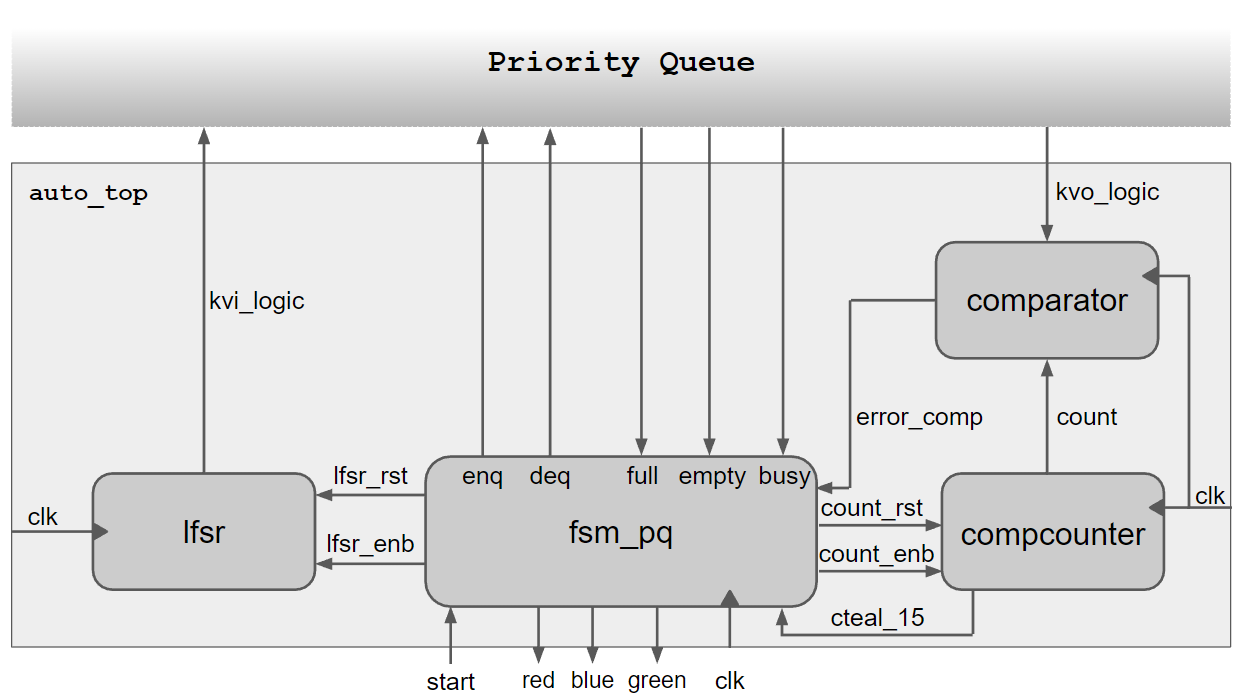 Priority Queue
auto_top
kvo_logic
kvi_logic
comparator
error_comp
count
lfsr_rst
enq
deq
full
empty
busy
clk
clk
count_rst
lfsr
lfsr_enb
fsm_pq
compcounter
count_enb
cteal_15
start
red
blue
green
clk